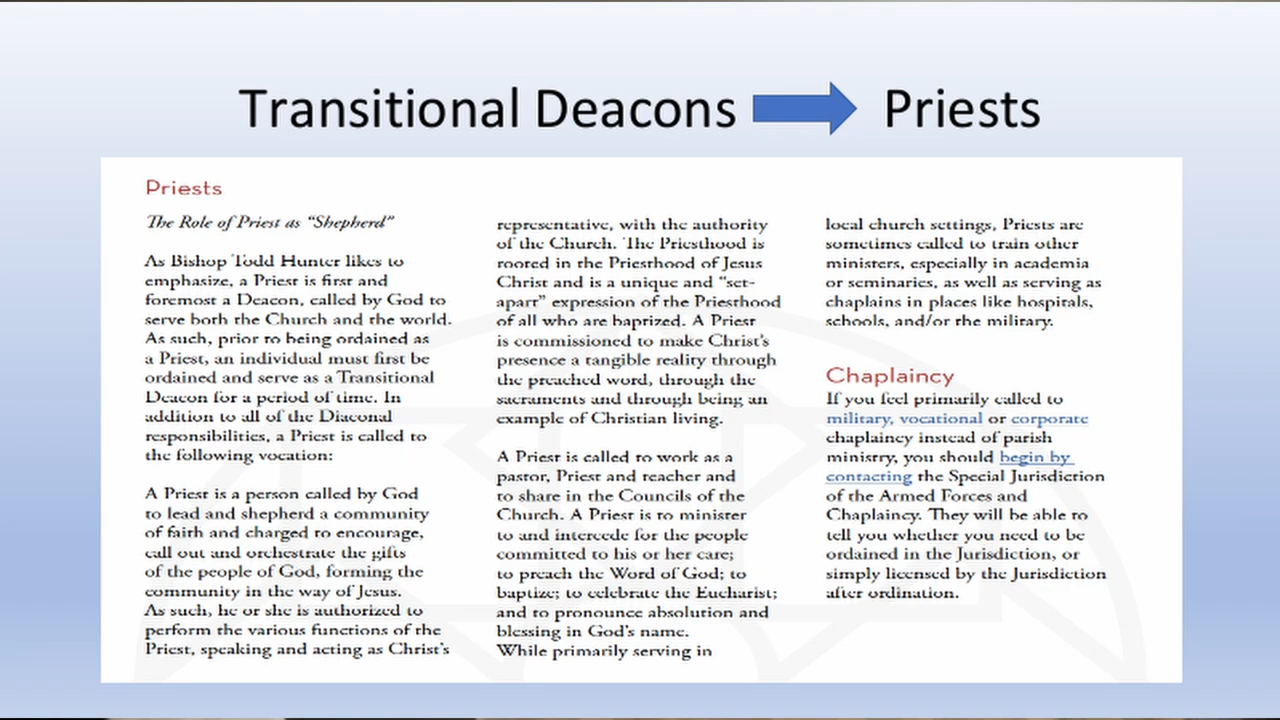 Transitional Deacons Priests
Priests
The Role of Priest as “Shepherd”
As Bishop Todd Hunter likes to
emphasize, a Priest is first and
foremost a Deacon, called by God to
serve both the Church and the world.
As such, prior to being ordained as
a Priest, an individual must first be
ordained and serve as a Transitional
Deacon for a period of time. In
addition to all of the Diaconal
responsibilities, a Priest is called to
the following vocation:
A Priest is a person called by God
to lead and shepherd a community
of faith and charged to encourage,
call out and orchestrate the gifts
of the people of God, forming the
community in the way of Jesus.
As such, he or she is authorized to
perform the various functions of the
Priest, speaking and acting as Christ’s
representative, with the authority
of the Church. The Priesthood is
rooted in the Priesthood of Jesus
Christ and is a unique and “set-
apart” expression of the Priesthood
of all who are baptized. A Priest
is commissioned to make Christ’s
presence a tangible reality through
the preached word, through the
sacraments and through being an
example of Christian living.
A Priest is called to work as a
pastor, Priest and teacher and
to share in the Councils of the
Church. A Priest is to minister
to and intercede for the people
committed to his or her care;
to preach the Word of God; to
baptize; to celebrate the Eucharist;
and to pronounce absolution and
blessing in God’s name.
While primarily serving in
local church settings, Priests are
sometimes called to train other
ministers, especially in academia
or seminaries, as well as serving as
chaplains in places like hospitals,
schools, and/or the military.
Chaplaincy
If you feel primarily called to
military, vocational or corporate
chaplaincy instead of parish
ministry, you should begin by
contacting the Special Jurisdiction
of the Armed Forces and
Chaplaincy. They will be able to
tell you whether you need to be
ordained in the Jurisdiction, or
simply licensed by the Jurisdiction
after ordination.